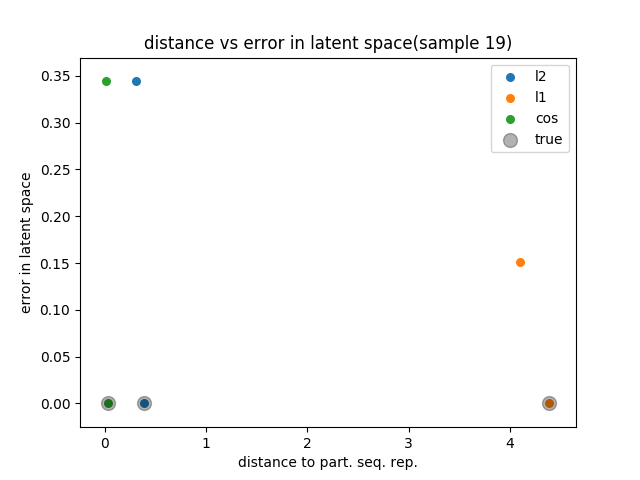 distance vs error in latent space(sample 19)
error in latent space
0.35
0.30
0.25
0.20
0.15
0.10
0.05
0.00
l2
l1
cos
true
0 1 2 3 4
distance to part. seq. rep.